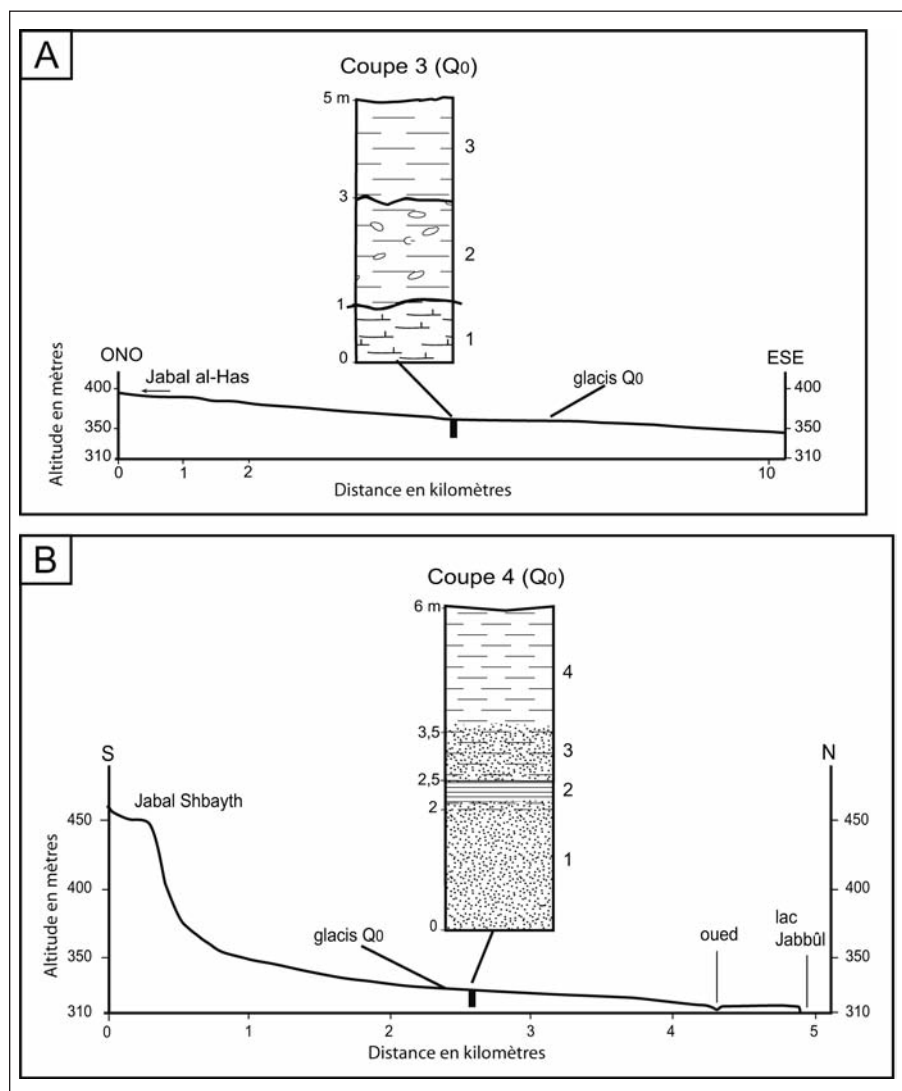 A
Coupe 3 (Q0)
5 m
3
3
2
1
1
0
ONO
ESE
Jabal al-Has
glacis Q0
400
400
350
350
310
310
0
1
2
10
Altitude en mètres
Distance en kilomètres
B
Coupe 4 (Q0)
6 m
4
3,5
3
2,5
2
2
1
0
S
N
Jabal Shbayth
450
450
400
400
glacis Q0
oued
lac
Jabbûl
350
350
310
310
0
1
2
3
4
5
Altitude en mètres
Distance en kilomètres